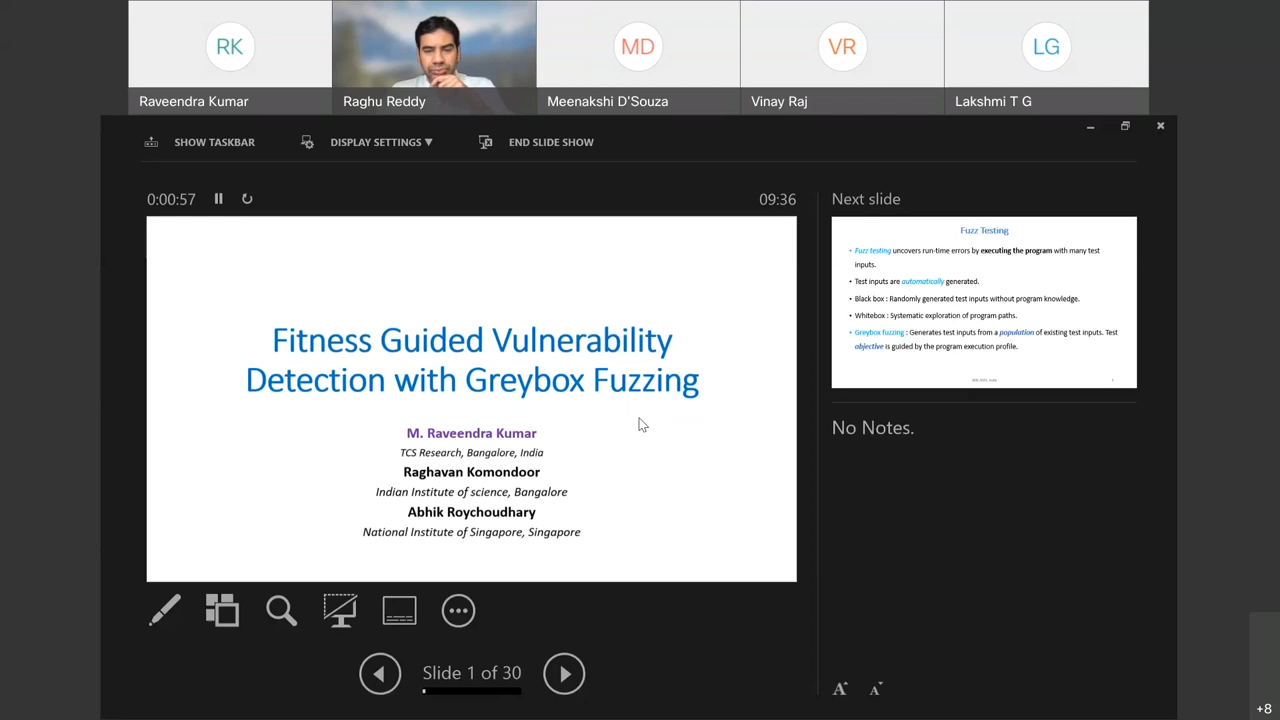 RK
MD
VR
LG
Raveendra Kumar
Raghu Reddy
Meenakshi D'Souza
Vinay Raj
Lakshmi T G
SHOW TASKBAR
DISPLAY SETTINGS ▼
END SLIDE SHOW
0:00:57
09:36
Fitness Guided Vulnerability
Detection with Greybox Fuzzing
M. Raveendra Kumar
TCS Research, Bangalore, India
Raghavan Komondoor
Indian Institute of science, Bangalore
Abhik Roychoudhary
National Institute of Singapore, Singapore
Slide 1 of 30
Next slide
Fuzz Testing
• Fuzz testing uncovers run-time errors by executing the program with many test
inputs.
• Test inputs are automatically generated.
• Black box : Randomly generated test inputs without program knowledge.
• Whitebox : Systematic exploration of program paths.
• Greybox fuzzing : Generates test inputs from a population of existing test inputs. Test
objective is guided by the program execution profile.
No Notes.
A A
+8